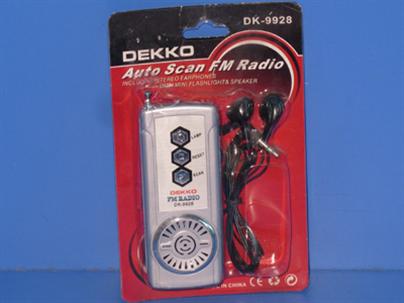 DK-9928
DEKKO
Auto Scan FM Radio
STEREO EARPHONES
MINI FLASHLIGHT & SPEAKER
LAMP
RESET
SCAN
DEKKO
FM RADIO
DK-9928
IN CHINA
CE